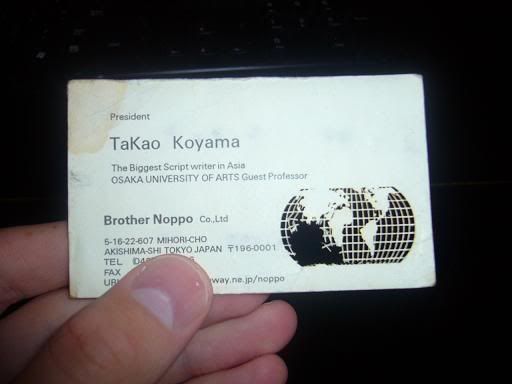 President
TaKao Koyama
The Biggest Script writer in Asia
OSAKA UNIVERSITY OF ARTS Guest Professor
Brother Noppo Co.,Ltd
5-16-22-607 MIHORI-CHO
AKISHIMA-SHI TOKYO JAPAN 〒196-0001
TEL
FAX
way.ne.jp/noppo